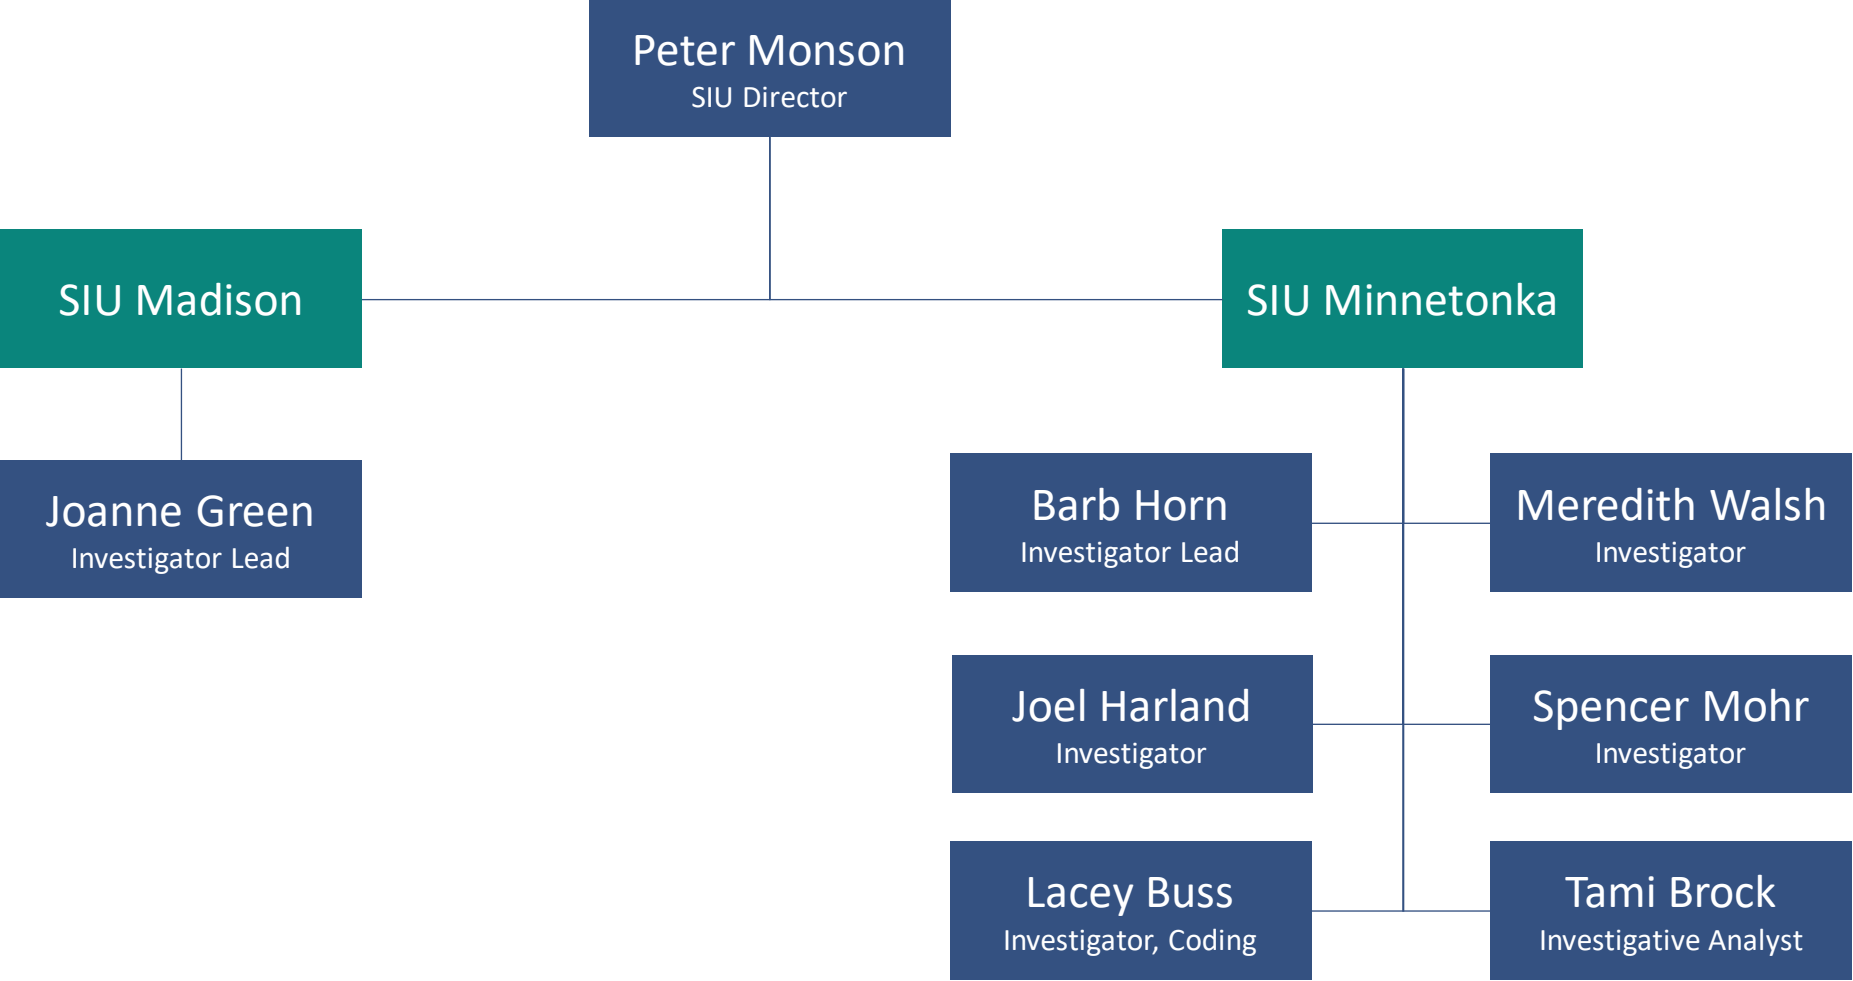 Peter Monson
SIU Director
SIU Madison
SIU Minnetonka
Joanne Green
Investigator Lead
Barb Horn
Investigator Lead
Meredith Walsh
Investigator
Joel Harland
Investigator
Spencer Mohr
Investigator
Lacey Buss
Investigator, Coding
Tami Brock
Investigative Analyst